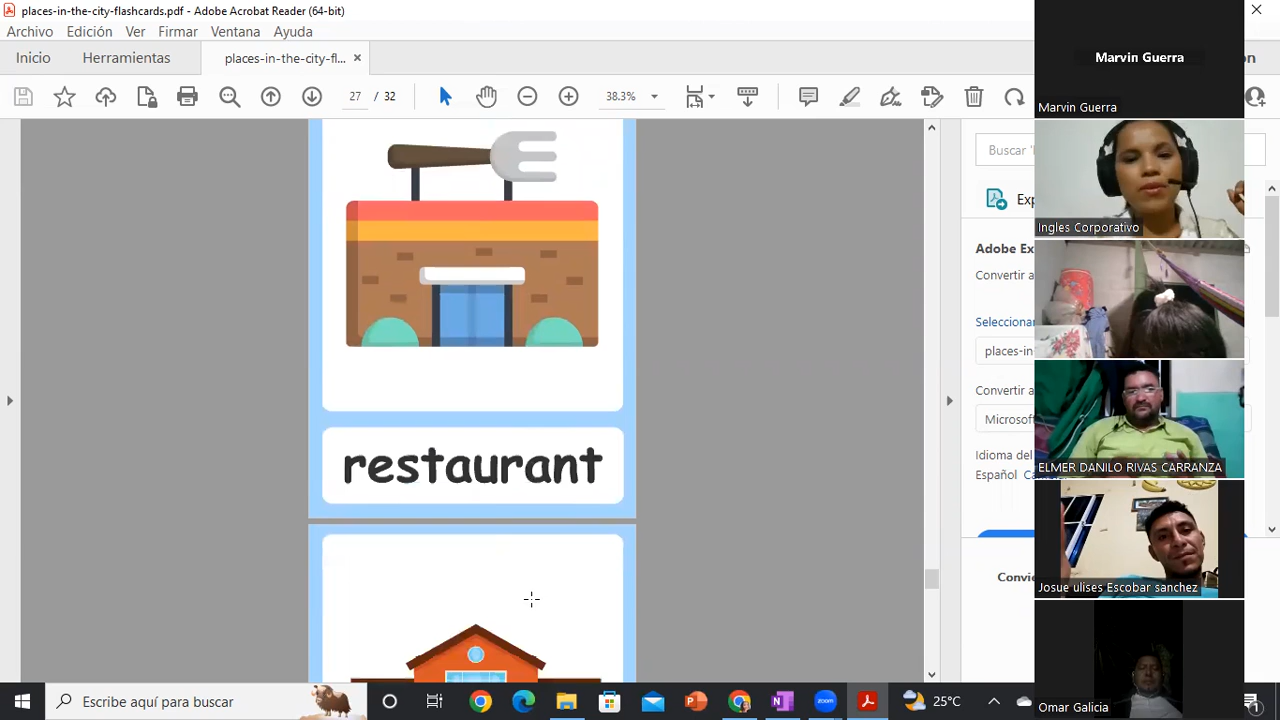 places-in-the-city-flashcards.pdf - Adobe Acrobat Reader (64-bit)
Archivo Edición Ver Firmar Ventana Ayuda
Inicio Herramientas places-in-the-city-fl...
27 / 32 38.3%
restaurant
Buscar
Exp
Adobe Ex
Convertir a
Seleccionar
places-in
Convertir a
Microsof
Idioma del
Español
Marvin Guerra
Marvin Guerra
Ingles Corporativo
ELMER DANILO RIVAS CARRANZA
Josue ulises Escobar sanchez
Omar Galicia
Escribe aquí para buscar
25°C